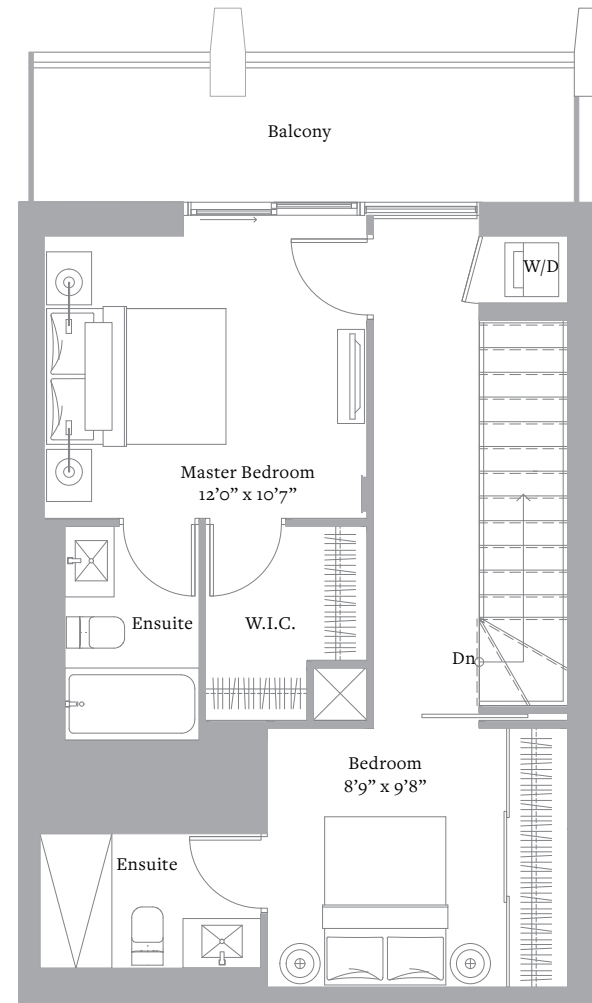 Balcony
W/D
Master Bedroom
12’0” x 10’7”
Ensuite
W.I.C.
Dn
Bedroom
8’9” x 9’8”
Ensuite